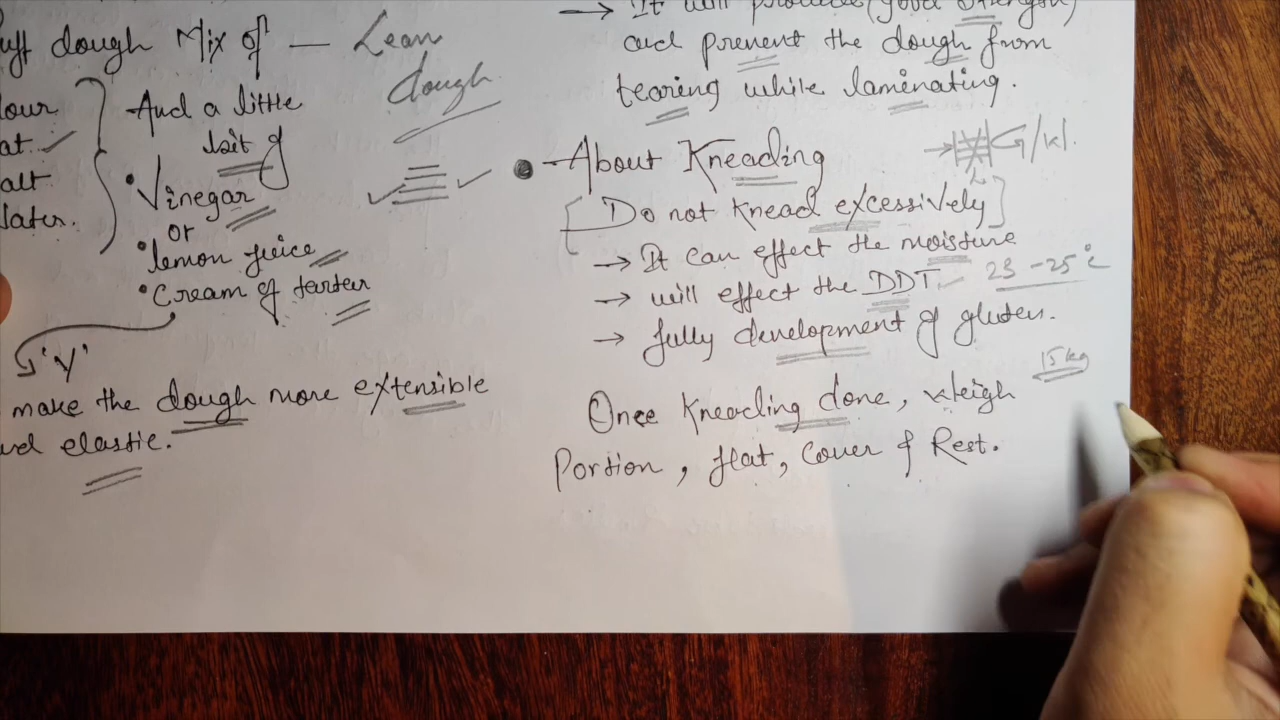 uff dough Mix of — Lean
dough
lour
at
alt
later.
And a little
bit of
• Vinegar
or
• lemon juice
• Cream of tarter
'Y'
make the dough more extensible
and elastic.
→ It will produce (good strength)
and prevent the dough from
tearing while laminating.
• About Kneading
[Do not knead excessively]
→ It can effect the moisture
→ will effect the DDT. 23-25°c
→ fully development of gluten.
15kg
Once kneading done, weigh
Portion, flat, cover & Rest.